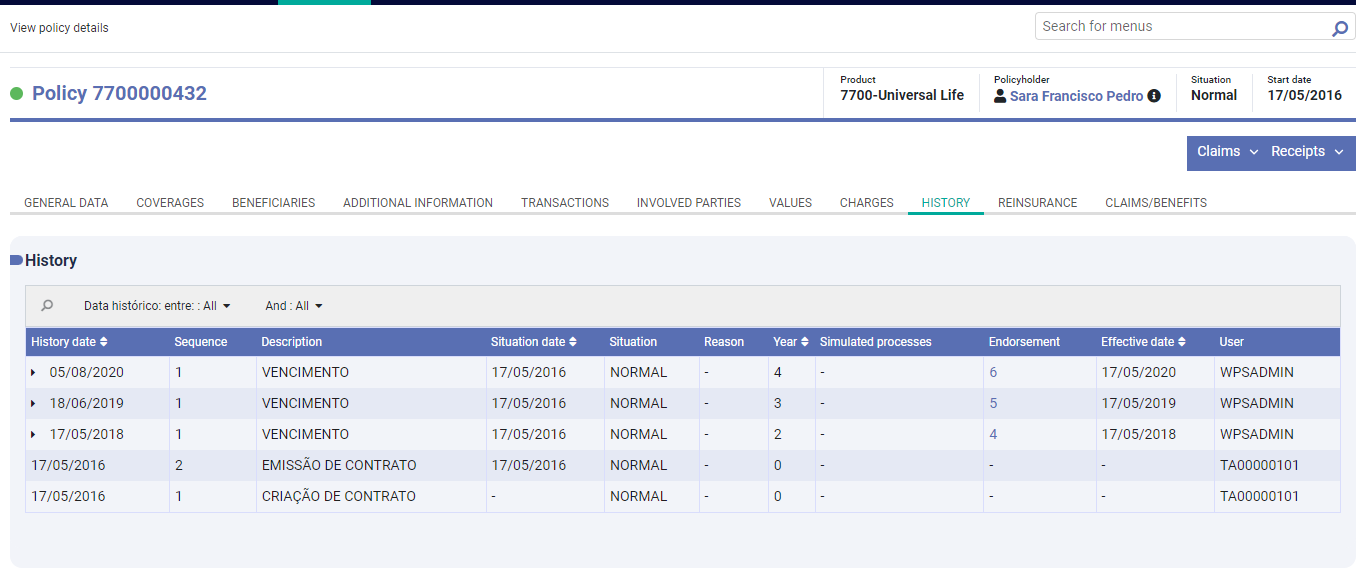 View policy details
Search for menus
Policy 7700000432
Product
7700-Universal Life
Policyholder
Sara Francisco Pedro
Situation
Normal
Start date
17/05/2016
Claims Receipts
GENERAL DATA COVERAGES BENEFICIARIES ADDITIONAL INFORMATION TRANSACTIONS INVOLVED PARTIES VALUES CHARGES HISTORY REINSURANCE CLAIMS/BENEFITS
History
Data histórico: entre: : All And : All
History date Sequence Description Situation date Situation Reason Year Simulated processes Endorsement Effective date User
05/08/2020 1 VENCIMENTO 17/05/2016 NORMAL - 4 - 6 17/05/2020 WPSADMIN
18/06/2019 1 VENCIMENTO 17/05/2016 NORMAL - 3 - 5 17/05/2019 WPSADMIN
17/05/2018 1 VENCIMENTO 17/05/2016 NORMAL - 2 - 4 17/05/2018 WPSADMIN
17/05/2016 2 EMISSÃO DE CONTRATO 17/05/2016 NORMAL - 0 - - - TA00000101
17/05/2016 1 CRIAÇÃO DE CONTRATO - NORMAL - 0 - - - TA00000101